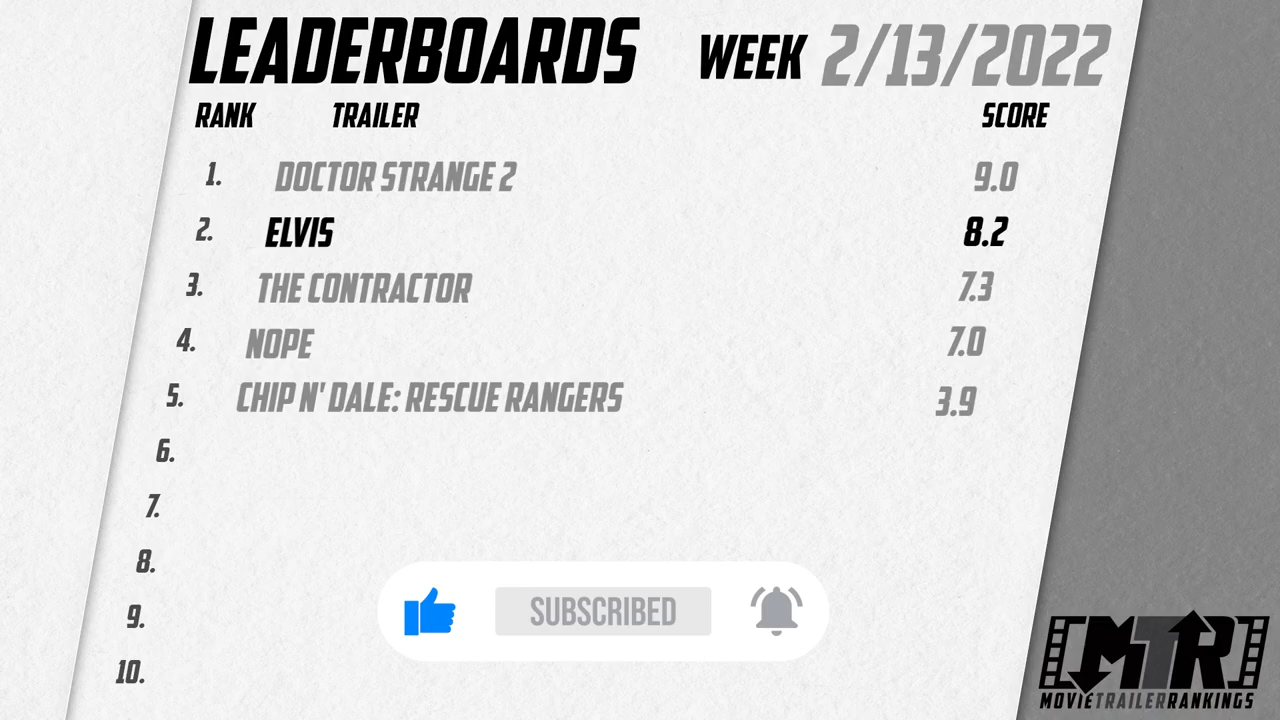 LEADERBOARDS WEEK 2/13/2022
RANK TRAILER SCORE
1. DOCTOR STRANGE 2 9.0
2. ELVIS 8.2
3. THE CONTRACTOR 7.3
4. NOPE 7.0
5. CHIP N' DALE: RESCUE RANGERS 3.9
6.
7.
8.
9.
10.
SUBSCRIBED
MTR
MOVIETRAILERRANKINGS